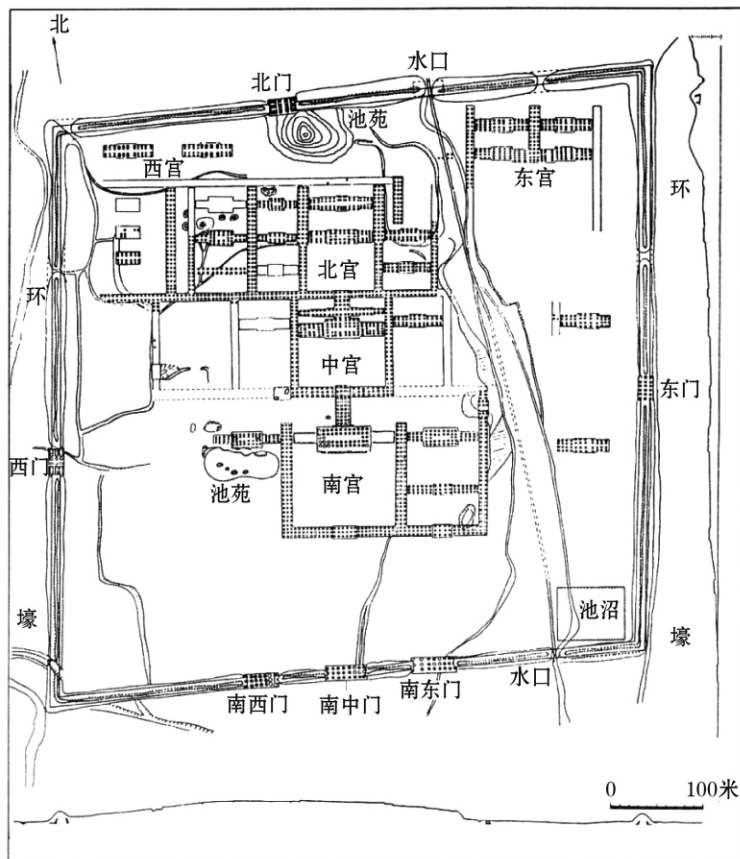 北
水口
北门
池苑
西宫
东宫
环
北宫
环
中宫
东门
西门
池苑
南宫
池沼
壕
壕
南西门
南中门
南东门
水口
0 100米